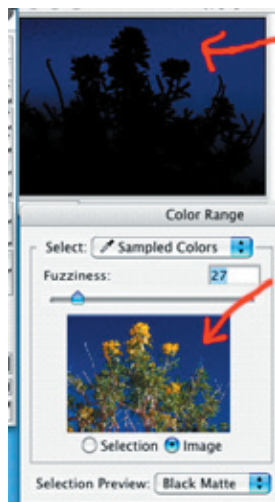 Color Range
Select: Sampled Colors
Fuzziness: 27
Selection Image
Selection Preview: Black Matte